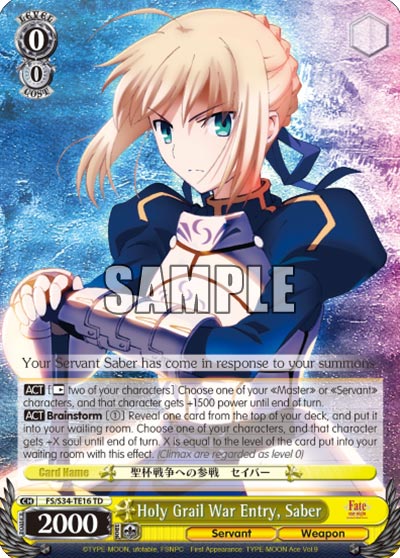 LEVEL
0
0
COST
SAMPLE
Your Servant Saber has come in response to your summons.
ACT [ two of your characters] Choose one of your «Master» or «Servant»
characters, and that character gets +1500 power until end of turn.
ACT Brainstorm (①) Reveal one card from the top of your deck, and put it
into your waiting room. Choose one of your characters, and that character
gets +X soul until end of turn. X is equal to the level of the card put into your
waiting room with this effect. (Climax are regarded as level 0)
Card Name 聖杯戦争への参戦 セイバー
CH FS/S34-TE16 TD
Holy Grail War Entry, Saber
Fate
2000
Servant Weapon
©TYPE-MOON, ufotable, FSNPC First Appearance: TYPE-MOON Ace Vol.9